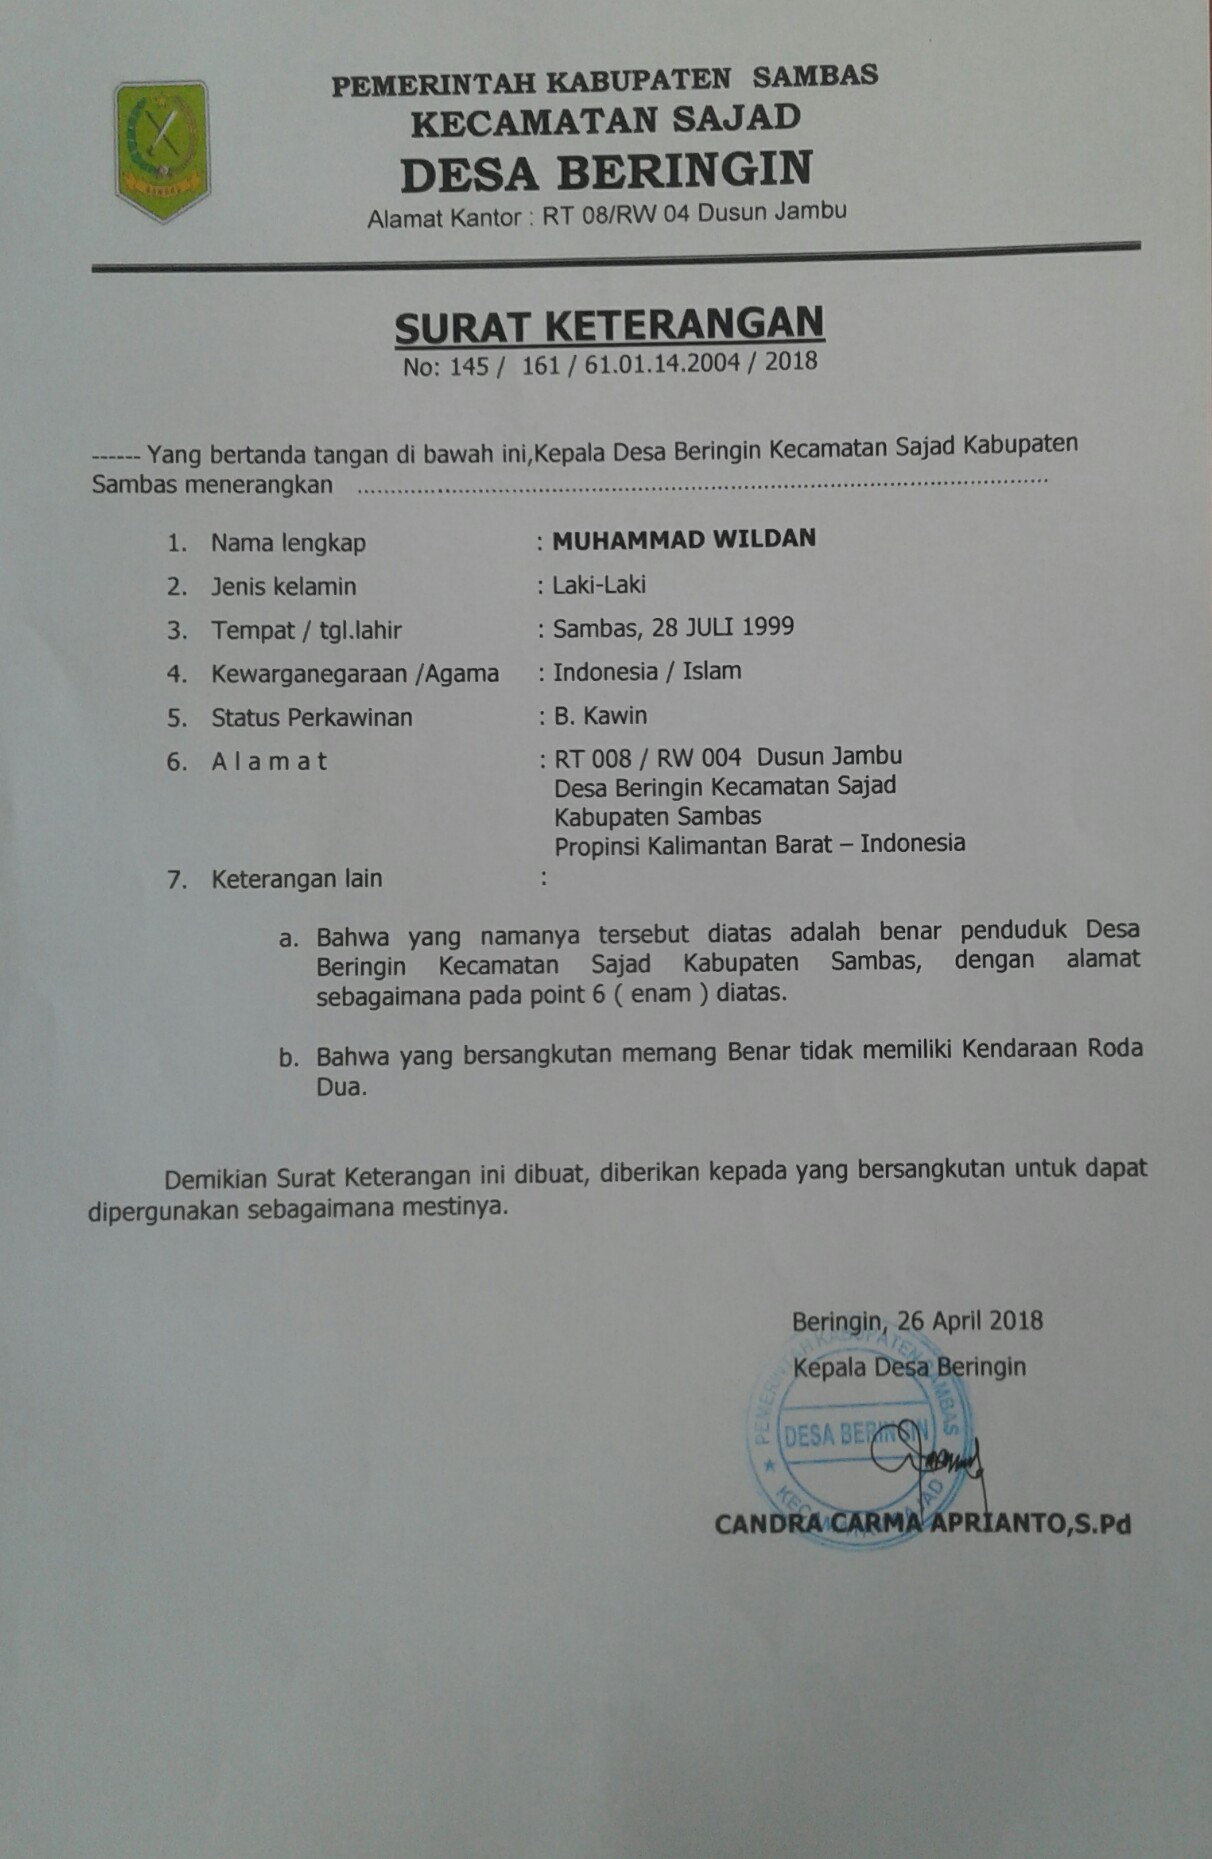 PEMERINTAH KABUPATEN SAMBAS
KECAMATAN SAJAD
DESA BERINGIN
Alamat Kantor : RT 08/RW 04 Dusun Jambu
SAMBAS
SURAT KETERANGAN
No: 145 / 161 / 61.01.14.2004 / 2018
------ Yang bertanda tangan di bawah ini,Kepala Desa Beringin Kecamatan Sajad Kabupaten
Sambas menerangkan ..........................................................................................................
1. Nama lengkap : MUHAMMAD WILDAN
2. Jenis kelamin : Laki-Laki
3. Tempat / tgl.lahir : Sambas, 28 JULI 1999
4. Kewarganegaraan /Agama : Indonesia / Islam
5. Status Perkawinan : B. Kawin
6. A l a m a t : RT 008 / RW 004 Dusun Jambu
Desa Beringin Kecamatan Sajad
Kabupaten Sambas
Propinsi Kalimantan Barat – Indonesia
7. Keterangan lain :
a. Bahwa yang namanya tersebut diatas adalah benar penduduk Desa
Beringin Kecamatan Sajad Kabupaten Sambas, dengan alamat
sebagaimana pada point 6 ( enam ) diatas.
b. Bahwa yang bersangkutan memang Benar tidak memiliki Kendaraan Roda
Dua.
Demikian Surat Keterangan ini dibuat, diberikan kepada yang bersangkutan untuk dapat
dipergunakan sebagaimana mestinya.
Beringin, 26 April 2018
Kepala Desa Beringin
PEMERINTAH KABUPATEN SAMBAS
DESA BERINGIN
KECAMATAN SAJAD
CANDRA CARMA APRIANTO,S.Pd